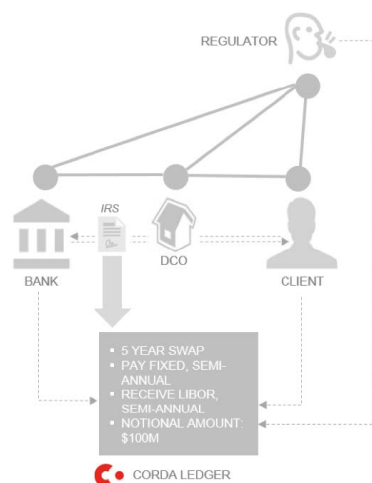 REGULATOR
IRS
DCO
BANK
CLIENT
▪ 5 YEAR SWAP
▪ PAY FIXED, SEMI-
ANNUAL
▪ RECEIVE LIBOR,
SEMI-ANNUAL
▪ NOTIONAL AMOUNT:
$100M
CORDA LEDGER